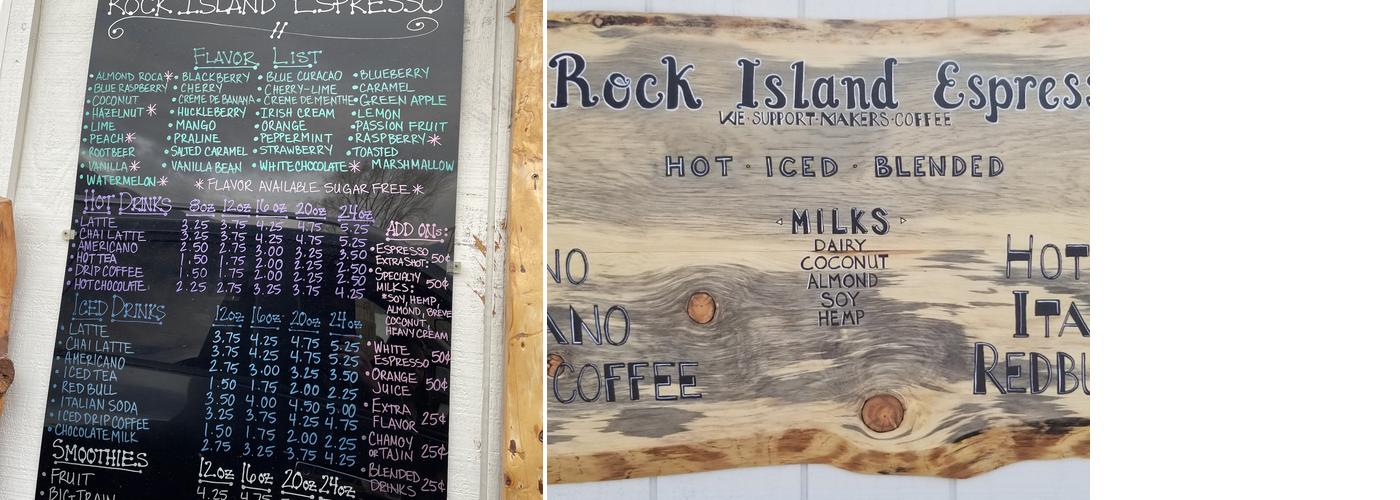 ROCK ISLAND ESPRESSO
FLAVOR LIST
• ALMOND ROCA* • BLACKBERRY • BLUE CURACAO • BLUEBERRY
• BLUE RASPBERRY • CHERRY • CHERRY-LIME • CARAMEL
• COCONUT • CREME DE BANANA • CREME DE MENTHE • GREEN APPLE
• HAZELNUT * • HUCKLEBERRY • IRISH CREAM • LEMON
• LIME • MANGO • ORANGE • PASSION FRUIT
• PEACH * • PRALINE • PEPPERMINT • RASPBERRY *
• ROOTBEER • SALTED CARAMEL • STRAWBERRY • TOASTED MARSHMALLOW
• VANILLA * • VANILLA BEAN • WHITE CHOCOLATE *
• WATERMELON *
* FLAVOR AVAILABLE SUGAR FREE *
HOT DRINKS 8oz 12oz 16oz 20oz 24oz
• LATTE 3.25 3.75 4.25 4.75 5.25
• CHAI LATTE 3.25 3.75 4.25 4.75 5.25
• AMERICANO 2.50 2.75 3.00 3.25 3.50
• HOT TEA 1.50 1.75 2.00 2.25 2.50
• DRIP COFFEE 1.50 1.75 2.00 2.25 2.50
• HOT CHOCOLATE 2.25 2.75 3.25 3.75 4.25
ICED DRINKS 12oz 16oz 20oz 24oz
• LATTE 3.75 4.25 4.75 5.25
• CHAI LATTE 3.75 4.25 4.75 5.25
• AMERICANO 2.75 3.00 3.25 3.50
• ICED TEA 1.50 1.75 2.00 2.25
• RED BULL 3.50 4.00 4.50 5.00
• ITALIAN SODA 3.25 3.75 4.25 4.75
• ICED DRIP COFFEE 1.50 1.75 2.00 2.25
• CHOCOLATE MILK 2.75 3.25 3.75 4.25
SMOOTHIES 12oz 16oz 20oz 24oz
• FRUIT 4.25 4.75
• BIG TRAIN
ADD ONs:
• ESPRESSO
EXTRA SHOT: 50¢
• SPECIALTY
MILKS: 50¢
*SOY, HEMP,
ALMOND, BREVE
COCONUT,
HEAVY CREAM
• WHITE
ESPRESSO 50¢
• ORANGE
JUICE 50¢
• EXTRA
FLAVOR 25¢
• CHAMOY
OR TAJIN 25¢
• BLENDED
DRINKS 25¢
Rock Island Espress
WE·SUPPORT·MAKERS·COFFEE
HOT · ICED · BLENDED
MILKS
DAIRY
COCONUT
ALMOND
SOY
HEMP
NO
ANO
COFFEE
HOT
ITA
REDBU